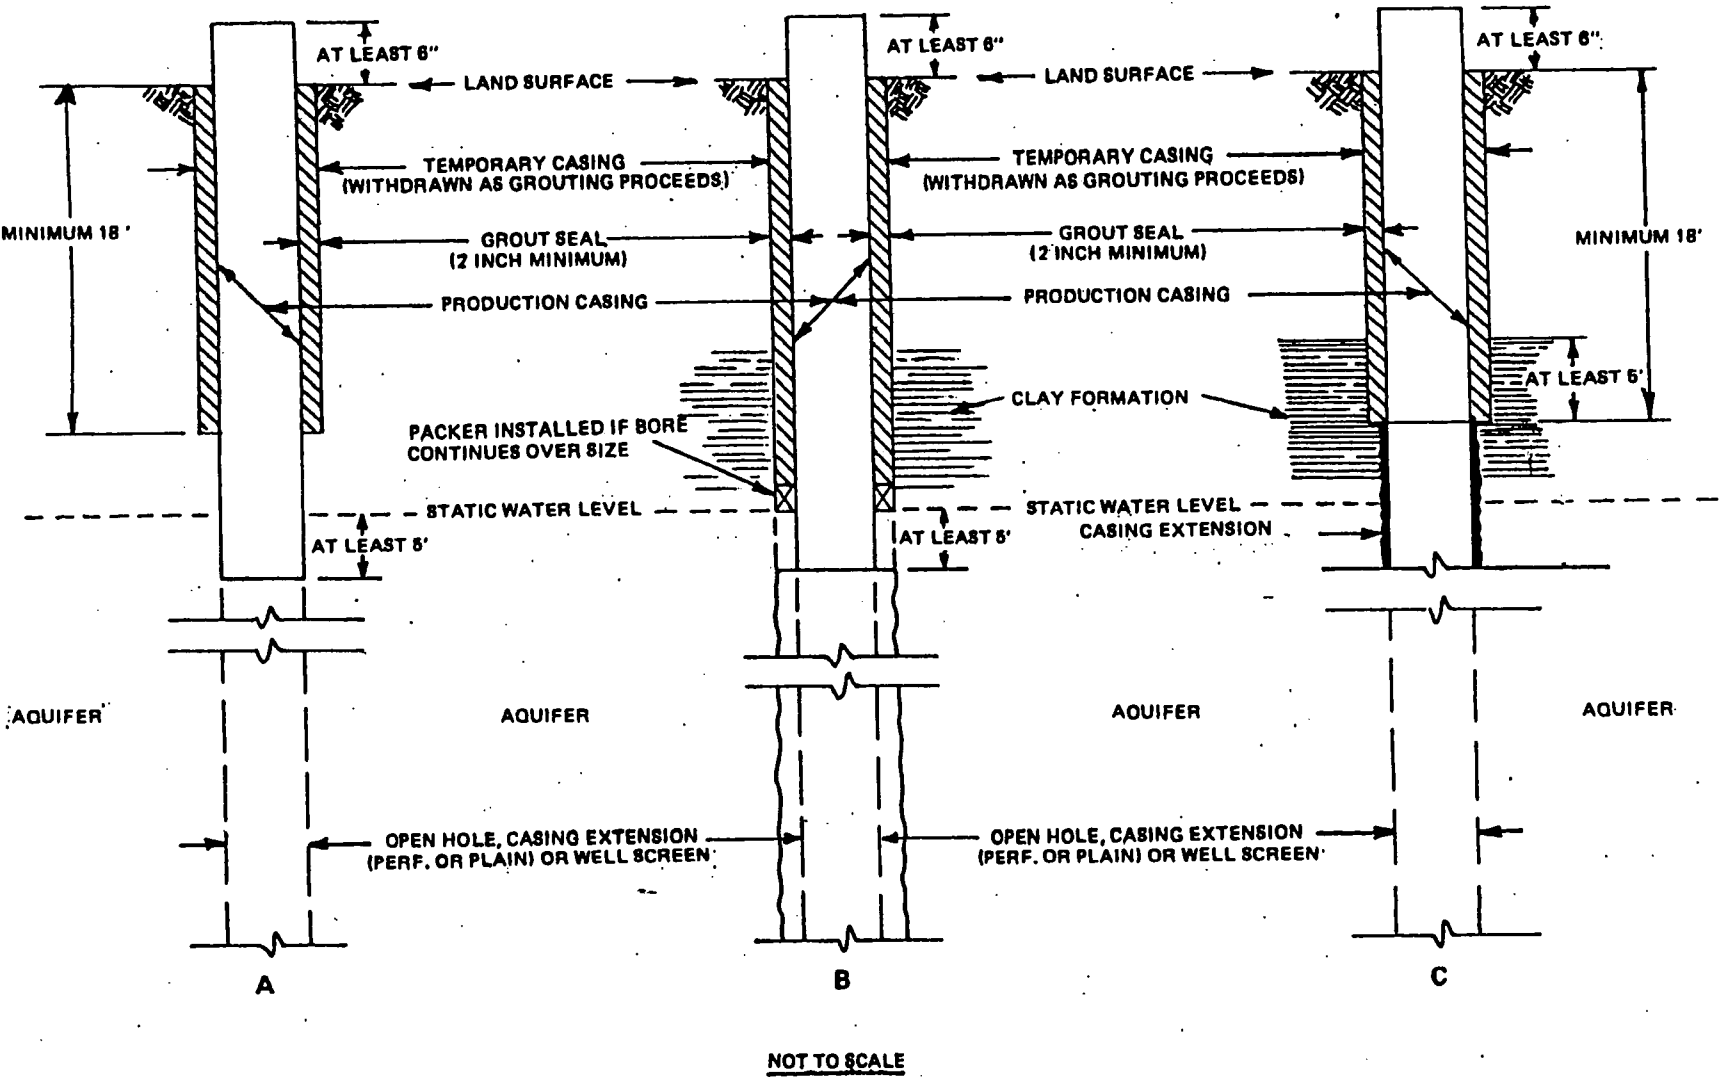 AT LEAST 6"
AT LEAST 6"
AT LEAST 6"
LAND SURFACE
LAND SURFACE
TEMPORARY CASING
(WITHDRAWN AS GROUTING PROCEEDS)
TEMPORARY CASING
(WITHDRAWN AS GROUTING PROCEEDS)
MINIMUM 18'
GROUT SEAL
(2 INCH MINIMUM)
GROUT SEAL
(2 INCH MINIMUM)
MINIMUM 18'
PRODUCTION CASING
PRODUCTION CASING
AT LEAST 5'
CLAY FORMATION
PACKER INSTALLED IF BORE
CONTINUES OVER SIZE
STATIC WATER LEVEL
STATIC WATER LEVEL
CASING EXTENSION
AT LEAST 5'
AT LEAST 5'
AQUIFER
AQUIFER
AQUIFER
AQUIFER
OPEN HOLE, CASING EXTENSION
(PERF. OR PLAIN) OR WELL SCREEN
OPEN HOLE, CASING EXTENSION
(PERF. OR PLAIN) OR WELL SCREEN
A
B
C
NOT TO SCALE